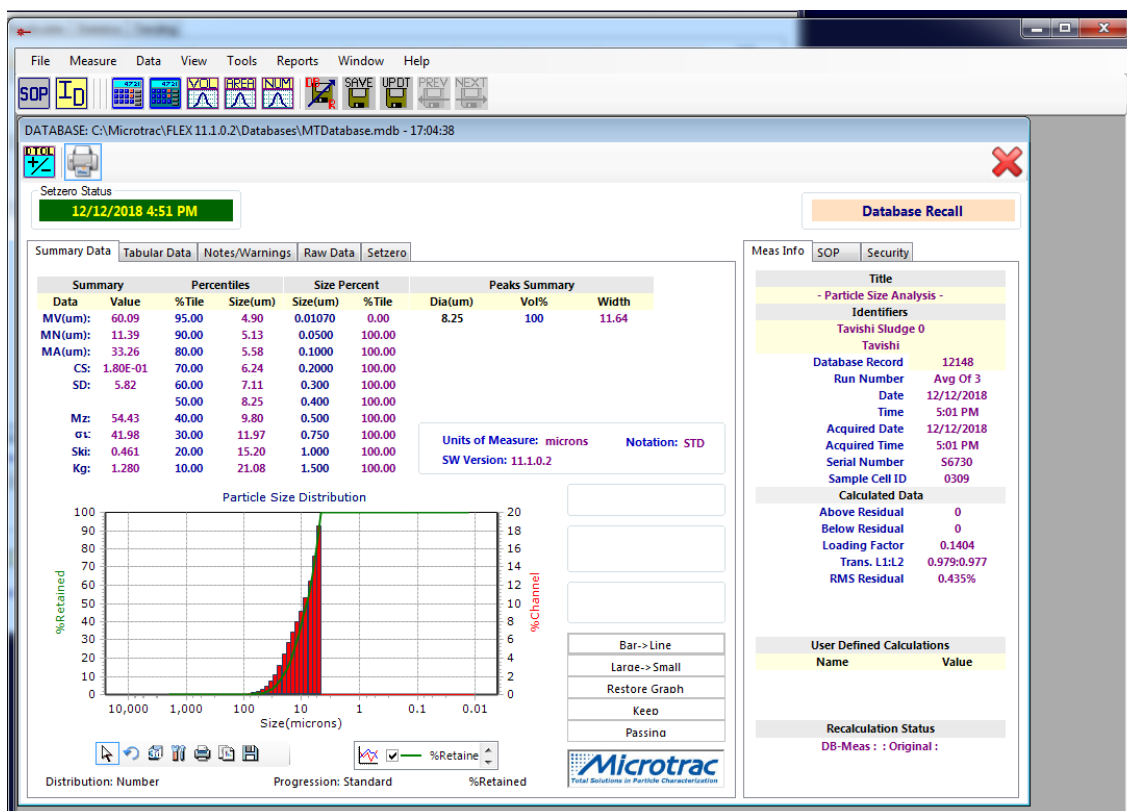 File Measure Data View Tools Reports Window Help
SOP ID 4721 4721 VOL AREA NUM DB R SAVE UPDT PREV NEXT
DATABASE: C:\Microtrac\FLEX 11.1.0.2\Databases\MTDatabase.mdb - 17:04:38
DTOL +/-
Setzero Status
12/12/2018 4:51 PM
Database Recall
Summary Data Tabular Data Notes/Warnings Raw Data Setzero
Summary Percentiles Size Percent Peaks Summary
Data Value %Tile Size(um) Size(um) %Tile Dia(um) Vol% Width
MV(um): 60.09 95.00 4.90 0.01070 0.00 8.25 100 11.64
MN(um): 11.39 90.00 5.13 0.0500 100.00
MA(um): 33.26 80.00 5.58 0.1000 100.00
CS: 1.80E-01 70.00 6.24 0.2000 100.00
SD: 5.82 60.00 7.11 0.300 100.00
50.00 8.25 0.400 100.00
Mz: 54.43 40.00 9.80 0.500 100.00
σι: 41.98 30.00 11.97 0.750 100.00
Ski: 0.461 20.00 15.20 1.000 100.00
Kg: 1.280 10.00 21.08 1.500 100.00
Units of Measure: microns Notation: STD
SW Version: 11.1.0.2
Particle Size Distribution
%Retained
100
90
80
70
60
50
40
30
20
10
0
20
18
16
14
12
10
8
6
4
2
0
%Channel
10,000 1,000 100 10 1 0.1 0.01
Size(microns)
%Retaine
Distribution: Number Progression: Standard %Retained
Bar->Line
Large->Small
Restore Graph
Keep
Passing
Microtrac
Total Solutions in Particle Characterization
Meas Info SOP Security
Title
- Particle Size Analysis -
Identifiers
Tavishi Sludge 0
Tavishi
Database Record 12148
Run Number Avg Of 3
Date 12/12/2018
Time 5:01 PM
Acquired Date 12/12/2018
Acquired Time 5:01 PM
Serial Number S6730
Sample Cell ID 0309
Calculated Data
Above Residual 0
Below Residual 0
Loading Factor 0.1404
Trans. L1:L2 0.979:0.977
RMS Residual 0.435%
User Defined Calculations
Name Value
Recalculation Status
DB-Meas : : Original :